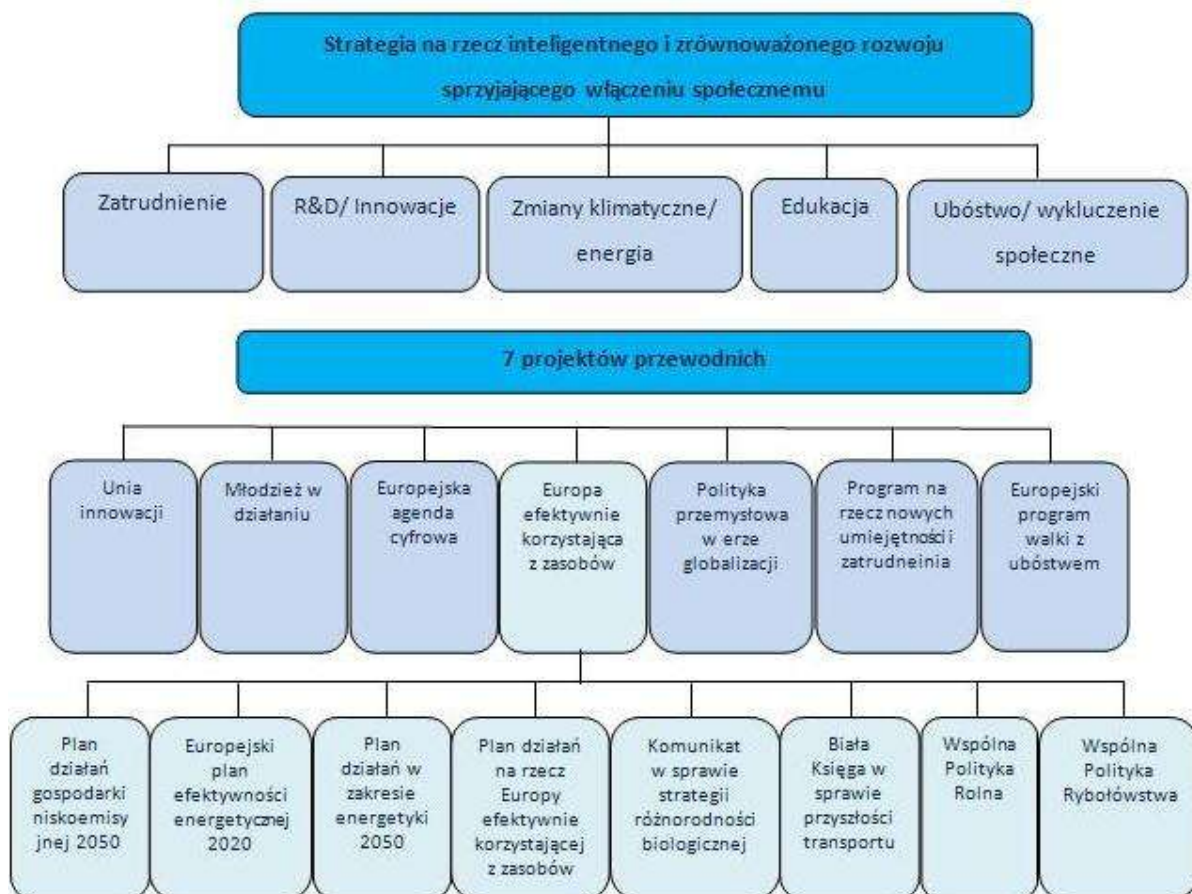 Strategia na rzecz inteligentnego i zrównoważonego rozwoju
sprzyjającego włączeniu społecznemu
Zatrudnienie
R&D/ Innowacje
Zmiany klimatyczne/
energia
Edukacja
Ubóstwo/ wykluczenie
społeczne
7 projektów przewodnich
Unia
innowacji
Młodzież w
działaniu
Europejska
agenda
cyfrowa
Europa
efektywnie
korzystająca
z zasobów
Polityka
przemysłowa
w erze
globalizacji
Program na
rzecz nowych
umiejętności i
zatrudneinia
Europejski
program
walki z
ubóstwem
Plan
działań
gospodarki
niskoemisy
jnej 2050
Europejski
plan
efektywności
energetycznej
2020
Plan
działań w
zakresie
energetyki
2050
Plan działań
na rzecz
Europy
efektywnie
korzystającej
z zasobów
Komunikat
w sprawie
strategii
różnorodności
biologicznej
Biała
Księga w
sprawie
przyszłości
transportu
Wspólna
Polityka
Rolna
Wspólna
Polityka
Rybołówstwa